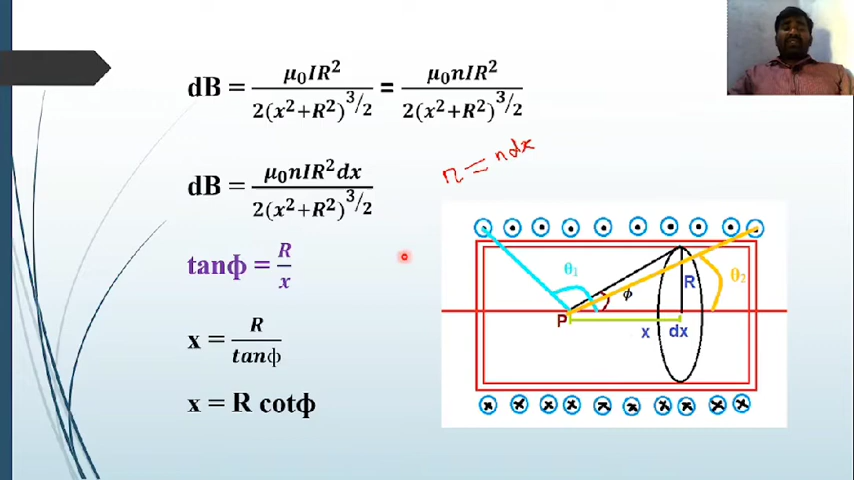 dB = μ₀IR² / 2(x²+R²)^3/2 = μ₀nIR² / 2(x²+R²)^3/2
n = ndx
dB = μ₀nIR²dx / 2(x²+R²)^3/2
tanϕ = R/x
x = R/tanϕ
x = R cotϕ
θ₁
θ₂
R
ϕ
P
x
dx